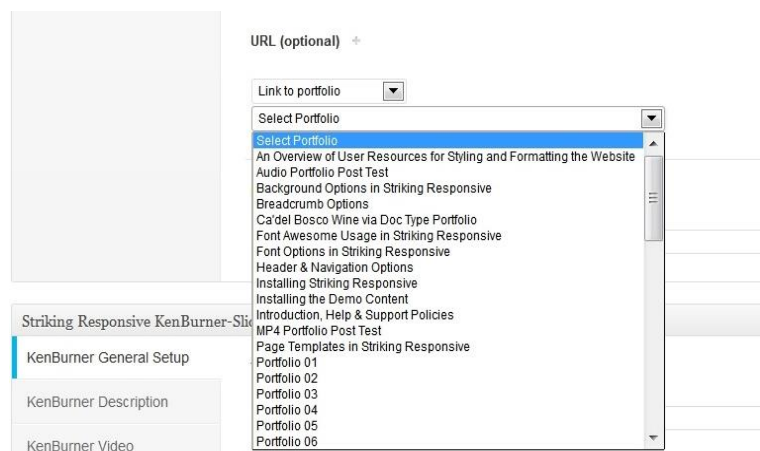 URL (optional) +
Link to portfolio
Select Portfolio
Select Portfolio
An Overview of User Resources for Styling and Formatting the Website
Audio Portfolio Post Test
Background Options in Striking Responsive
Breadcrumb Options
Ca'del Bosco Wine via Doc Type Portfolio
Font Awesome Usage in Striking Responsive
Font Options in Striking Responsive
Header & Navigation Options
Installing Striking Responsive
Installing the Demo Content
Introduction, Help & Support Policies
MP4 Portfolio Post Test
Page Templates in Striking Responsive
Portfolio 01
Portfolio 02
Portfolio 03
Portfolio 04
Portfolio 05
Portfolio 06
Striking Responsive KenBurner-Slid
KenBurner General Setup
KenBurner Description
KenBurner Video